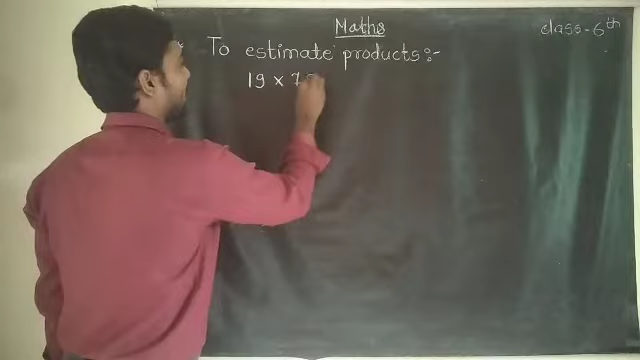 Maths
class-6th
To estimate products:-
19 × 7